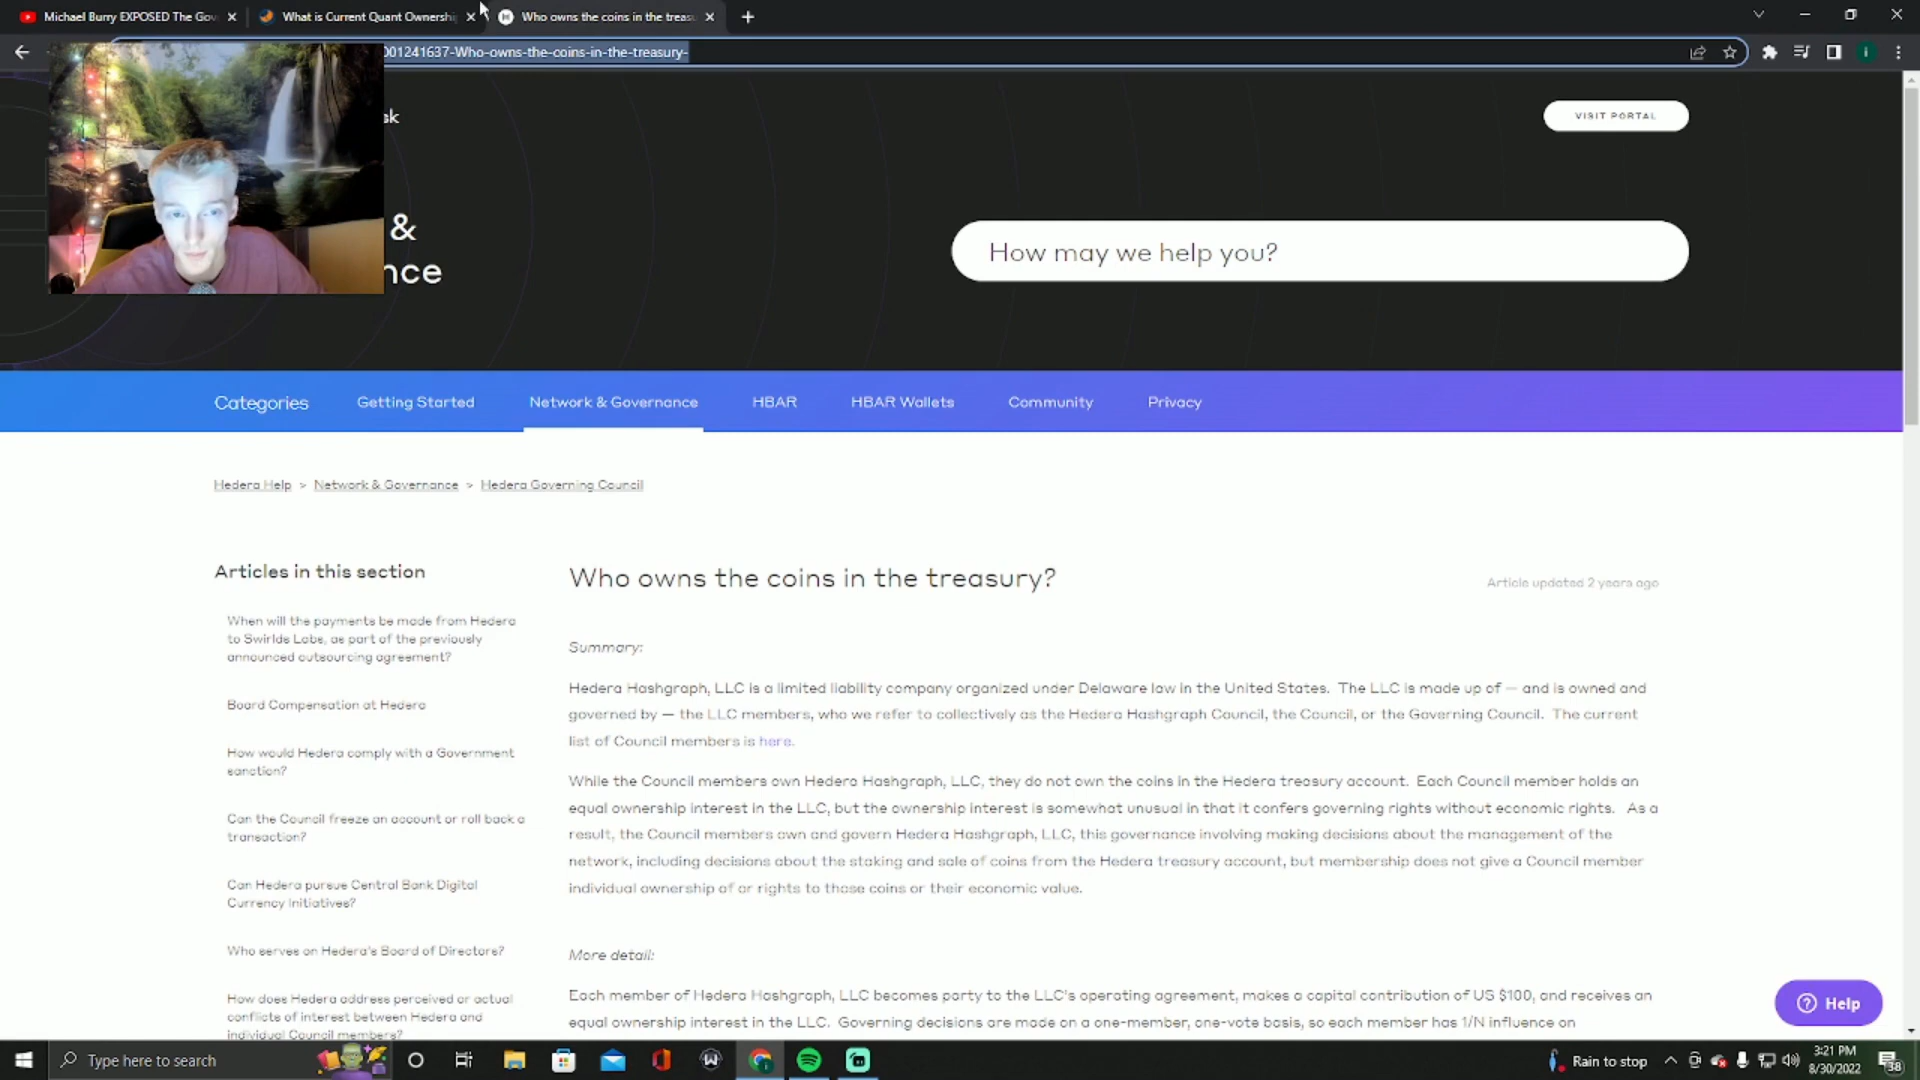 Michael Burry EXPOSED The Gov
What is Current Quant Ownershi
Who owns the coins in the treasu
001241637-Who-owns-the-coins-in-the-treasury-
sk
VISIT PORTAL
&
nce
How may we help you?
Categories
Getting Started
Network & Governance
HBAR
HBAR Wallets
Community
Privacy
Hedera Help > Network & Governance > Hedera Governing Council
Articles in this section
When will the payments be made from Hedera
to Swirlds Labs, as part of the previously
announced outsourcing agreement?
Board Compensation at Hedera
How would Hedera comply with a Government
sanction?
Can the Council freeze an account or roll back a
transaction?
Can Hedera pursue Central Bank Digital
Currency Initiatives?
Who serves on Hedera's Board of Directors?
How does Hedera address perceived or actual
conflicts of interest between Hedera and
individual Council members?
Who owns the coins in the treasury?
Article updated 2 years ago
Summary:
Hedera Hashgraph, LLC is a limited liability company organized under Delaware law in the United States. The LLC is made up of — and is owned and
governed by — the LLC members, who we refer to collectively as the Hedera Hashgraph Council, the Council, or the Governing Council. The current
list of Council members is here.
While the Council members own Hedera Hashgraph, LLC, they do not own the coins in the Hedera treasury account. Each Council member holds an
equal ownership interest in the LLC, but the ownership interest is somewhat unusual in that it confers governing rights without economic rights. As a
result, the Council members own and govern Hedera Hashgraph, LLC, this governance involving making decisions about the management of the
network, including decisions about the staking and sale of coins from the Hedera treasury account, but membership does not give a Council member
individual ownership of or rights to those coins or their economic value.
More detail:
Each member of Hedera Hashgraph, LLC becomes party to the LLC's operating agreement, makes a capital contribution of US $100, and receives an
equal ownership interest in the LLC. Governing decisions are made on a one-member, one-vote basis, so each member has 1/N influence on
Help
Type here to search
Rain to stop
3:21 PM
8/30/2022
38